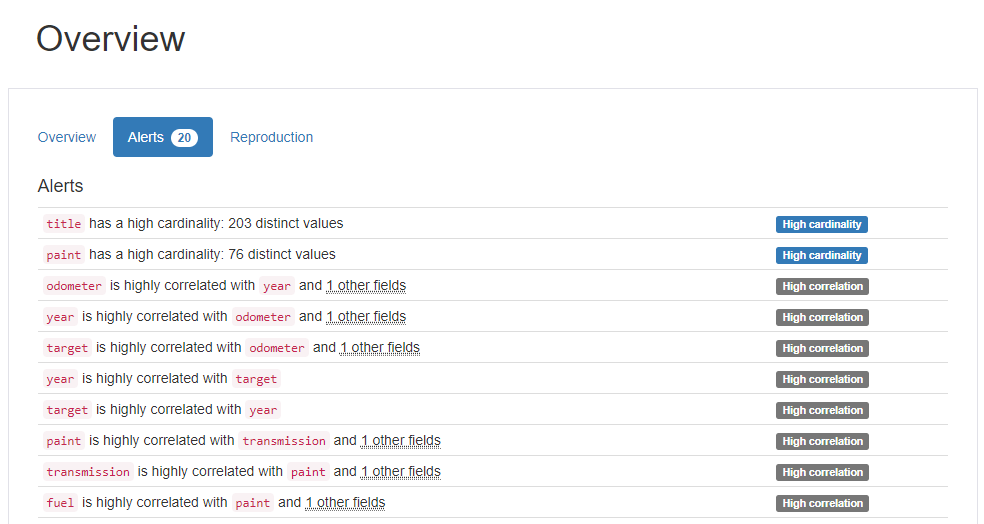 Overview
Overview Alerts 20 Reproduction
Alerts
title has a high cardinality: 203 distinct values High cardinality
paint has a high cardinality: 76 distinct values High cardinality
odometer is highly correlated with year and 1 other fields High correlation
year is highly correlated with odometer and 1 other fields High correlation
target is highly correlated with odometer and 1 other fields High correlation
year is highly correlated with target High correlation
target is highly correlated with year High correlation
paint is highly correlated with transmission and 1 other fields High correlation
transmission is highly correlated with paint and 1 other fields High correlation
fuel is highly correlated with paint and 1 other fields High correlation